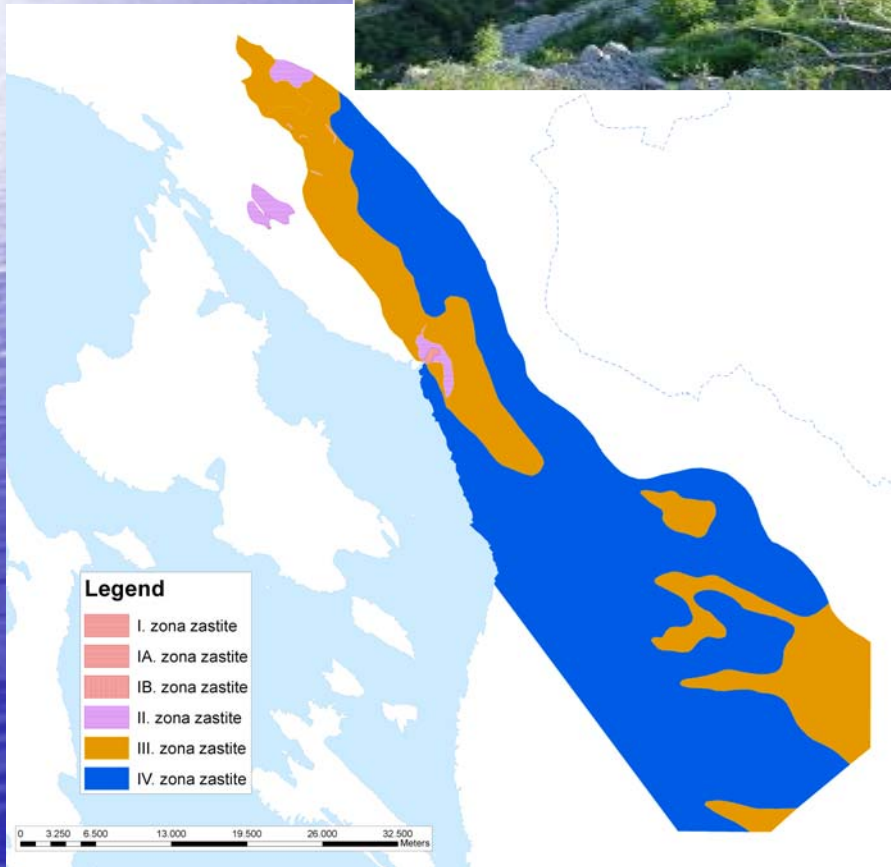 Legend
I. zona zastite
IA. zona zastite
IB. zona zastite
II. zona zastite
III. zona zastite
IV. zona zastite
0 3.250 6.500 13.000 19.500 26.000 32.500
Meters